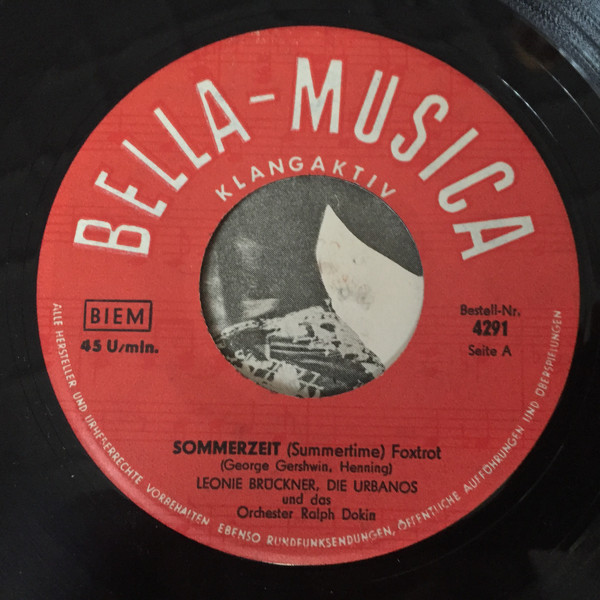 BELLA-MUSICA
KLANGAKTIV
BIEM
45 U/min.
Bestell-Nr.
4291
Seite A
SOMMERZEIT (Summertime) Foxtrot
(George Gershwin, Henning)
LEONIE BRÜCKNER, DIE URBANOS
und das
Orchester Ralph Dokin
ALLE HERSTELLER UND URHEBERRECHTE VORBEHALTEN EBENSO RUNDFUNKSENDUNGEN, ÖFFENTLICHE AUFFÜHRUNGEN UND ÜBERSPIELUNGEN